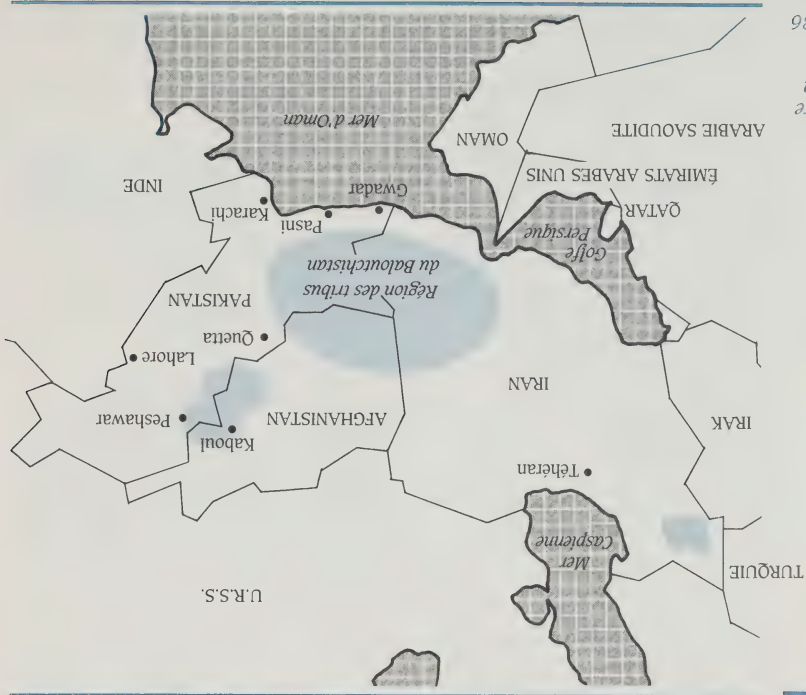 U.R.S.S.
TURQUIE
Mer
Caspienne
Téhéran
Kaboul
Peshawar
IRAK
AFGHANISTAN
IRAN
Lahore
Quetta
PAKISTAN
Région des tribus
du Baloutchistan
Golfe
Persique
QATAR
Karachi
Pasni
Gwadar
INDE
ÉMIRATS ARABES UNIS
ARABIE SAOUDITE
OMAN
Mer d'Oman